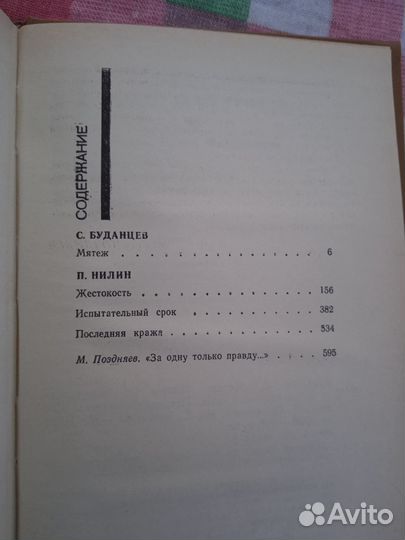 СОДЕРЖАНИЕ
С. БУДАНЦЕВ
Мятеж . . . . . . . . . . . . . . . . 6
П. НИЛИН
Жестокость . . . . . . . . . . . . . . 156
Испытательный срок . . . . . . . . . . 382
Последняя кража . . . . . . . . . . . 534
М. Поздняев. «За одну только правду...» . . . . 595
Avito